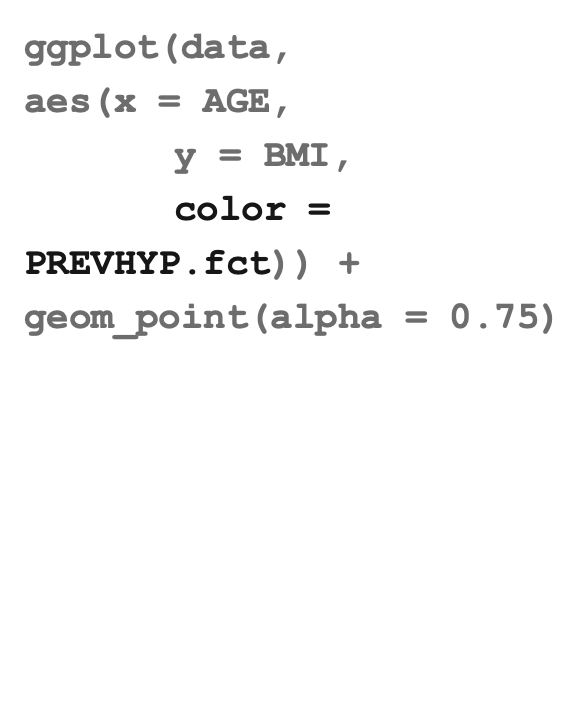 ggplot(data,
aes(x = AGE,
y = BMI,
color =
PREVHYP.fct)) +
geom_point(alpha = 0.75)